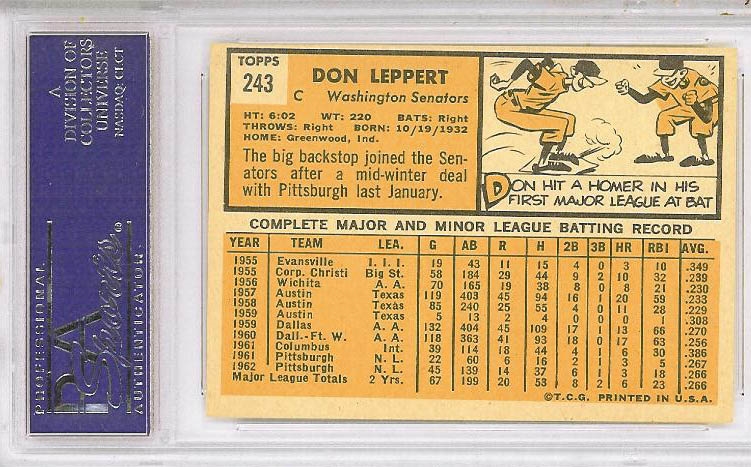 A
DIVISION OF
COLLECTORS
UNIVERSE
NASDAQ: CLCT
PSA
Sports
®
PROFESSIONAL
AUTHENTICATOR
TOPPS
243
DON LEPPERT
C Washington Senators
HT: 6:02 WT: 220 BATS: Right
THROWS: Right BORN: 10/19/1932
HOME: Greenwood, Ind.
The big backstop joined the Sen-
ators after a mid-winter deal
with Pittsburgh last January.
DON HIT A HOMER IN HIS
FIRST MAJOR LEAGUE AT BAT
COMPLETE MAJOR AND MINOR LEAGUE BATTING RECORD
YEAR TEAM LEA. G AB R H 2B 3B HR RBI AVG.
1955 Evansville I. I. I. 19 43 11 15 4 0 3 10 .349
1955 Corp. Christi Big St. 58 184 29 44 9 2 10 32 .239
1956 Wichita A. A. 70 165 19 38 8 0 8 21 .230
1957 Austin Texas 119 403 45 94 16 1 20 59 .233
1958 Austin Texas 85 240 25 55 4 0 11 28 .229
1959 Austin Texas 5 13 2 4 — .308
1959 Dallas A. A. 132 404 45 109 17 1 13 66 .270
1960 Dall.-Ft. W. A. A. 118 363 41 93 18 0 17 63 .256
1961 Columbus Int. 39 114 18 44 6 30 .386
1961 Pittsburgh N. L. 22 60 6 16 2 1 3 5 .267
1962 Pittsburgh N. L. 45 139 14 37 6 1 3 18 .266
Major League Totals 2 Yrs. 67 199 20 53 8 2 6 23 .266
©T.C.G. PRINTED IN U.S.A.